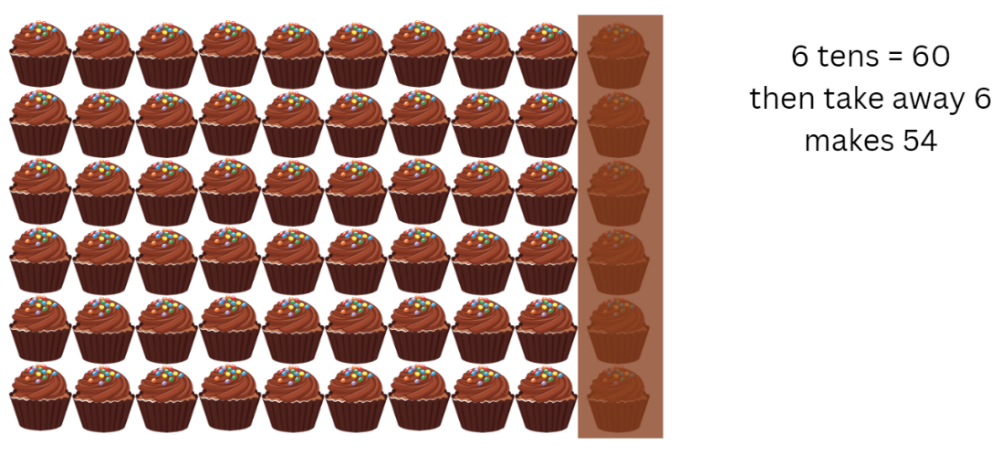 6 tens = 60
then take away 6
makes 54